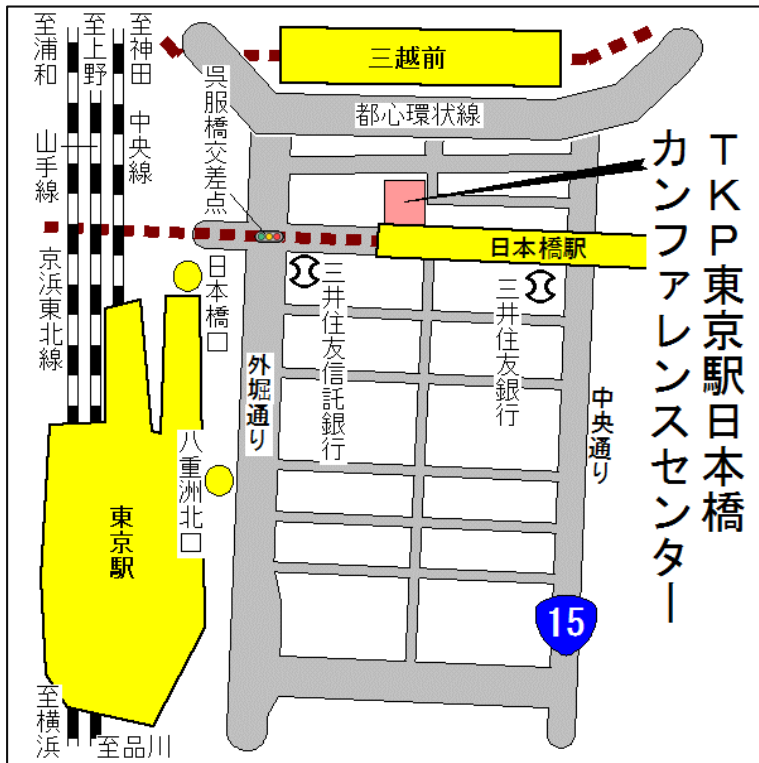 至浦和
至上野
至神田
三越前
呉服橋交差点
都心環状線
山手線
中央線
TKP東京駅日本橋
カンファレンスセンター
日本橋駅
京浜東北線
日本橋口
三井住友信託銀行
三井住友銀行
外堀通り
中央通り
八重洲北口
東京駅
15
至横浜
至品川